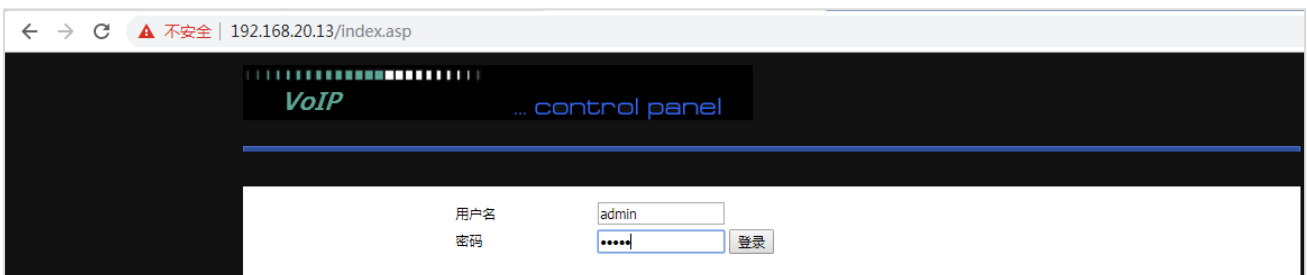 不安全 | 192.168.20.13/index.asp
VoIP ... control panel
用户名 admin
密码 ••••• 登录